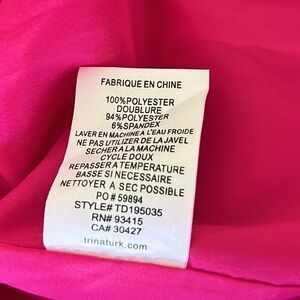 FABRIQUE EN CHINE
100%POLYESTER
DOUBLURE
94%POLYESTER
6%SPANDEX
LAVER EN MACHINE A L'EAU FROIDE
NE PAS UTILIZER DE LA JAVEL
SECHER A LA MACHINE
CYCLE DOUX
REPASSER A TEMPERATURE
BASSE SI NECESSAIRE
NETTOYER A SEC POSSIBLE
PO # 59894
STYLE# TD195035
RN# 93415
CA# 30427
trinaturk.com